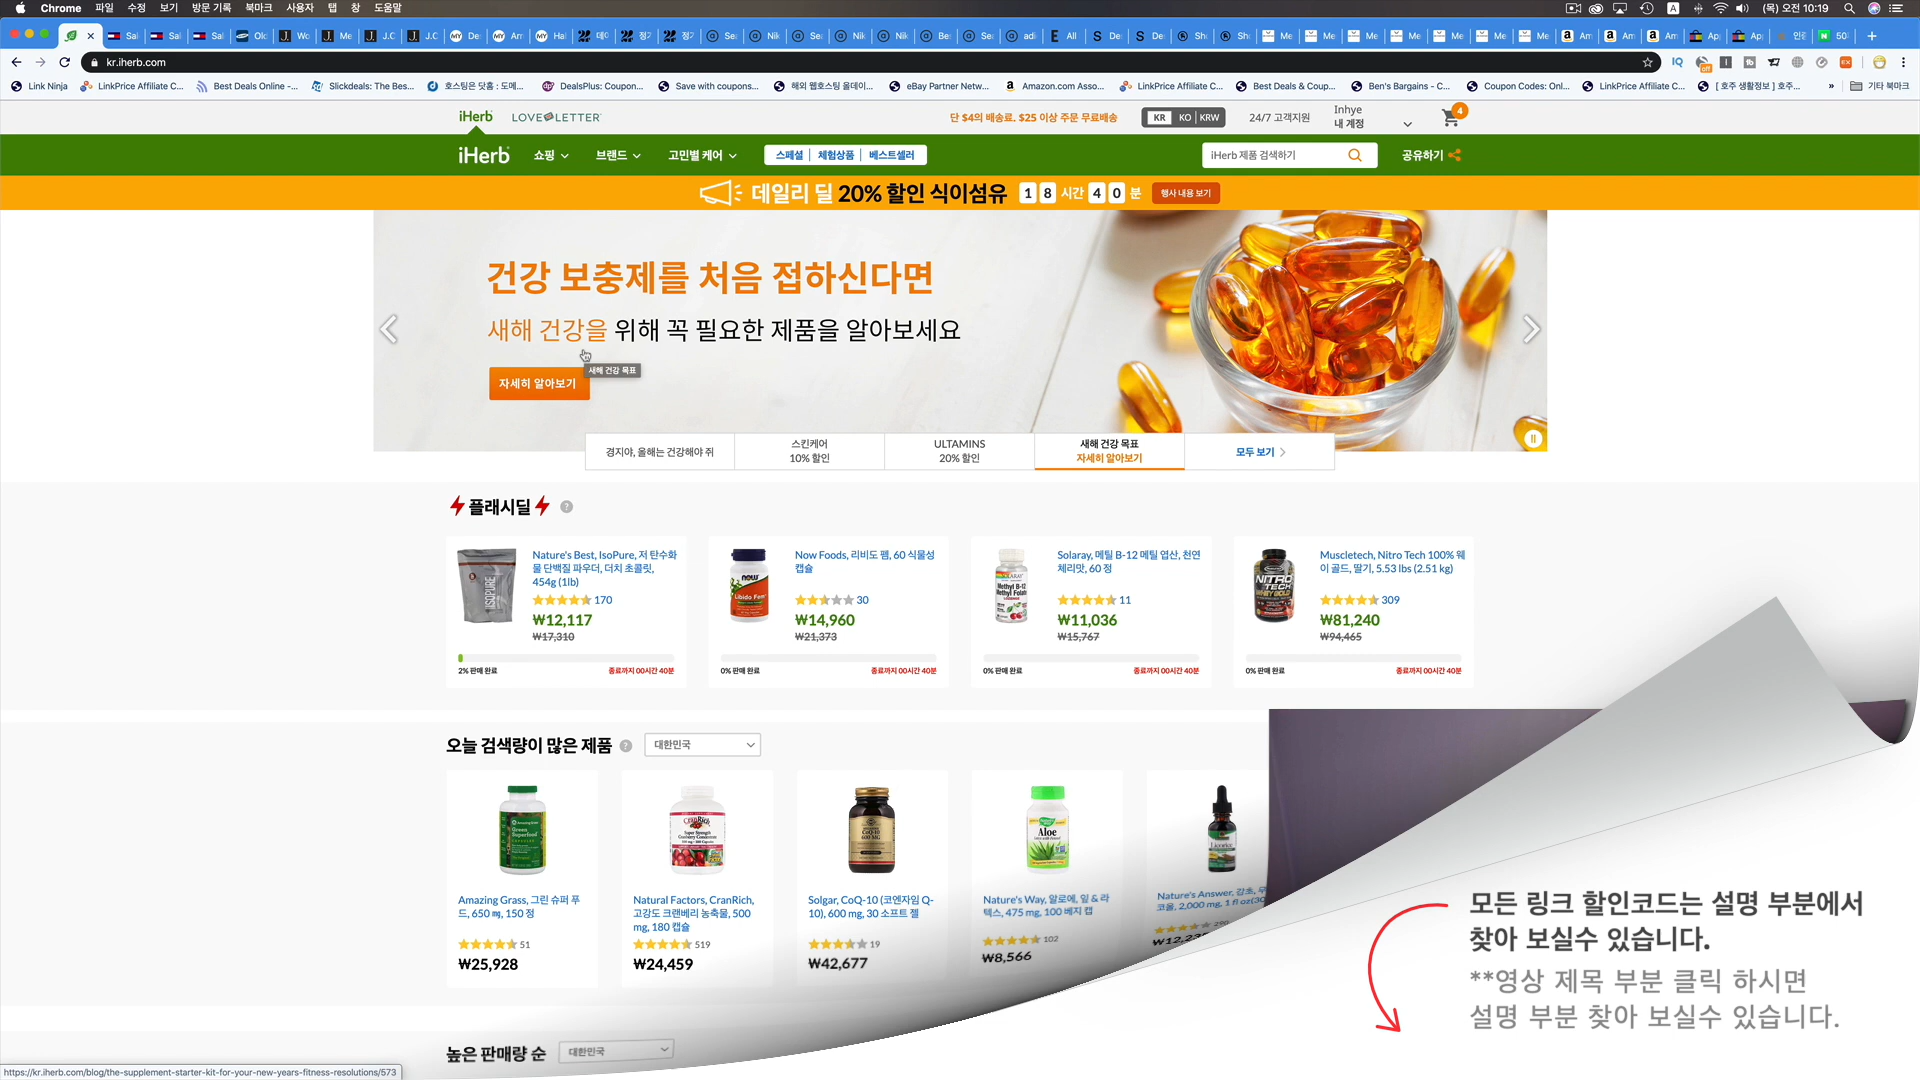 Chrome 파일 수정 보기 방문 기록 북마크 사용자 탭 창 도움말
(목) 오전 10:19
kr.iherb.com
Link Ninja LinkPrice Affiliate C... Best Deals Online -... Slickdeals: The Bes... 호스팅은 닷홈 : 도메... DealsPlus: Coupon... Save with coupons... 해외 웹호스팅 올데이... eBay Partner Netw... Amazon.com Asso... LinkPrice Affiliate C... Best Deals & Coup... Ben's Bargains - C... Coupon Codes: Onl... LinkPrice Affiliate C... [ 호주 생활정보 ] 호주... » 기타 북마크
iHerb LOVE LETTER 단 $4의 배송료. $25 이상 주문 무료배송 KR KO KRW 24/7 고객지원 Inhye 내 계정 4
iHerb 쇼핑 브랜드 고민별 케어 스페셜 체험상품 베스트셀러 iHerb 제품 검색하기 공유하기
데일리 딜 20% 할인 식이섬유 18 시간 40 분 행사 내용 보기
건강 보충제를 처음 접하신다면
새해 건강을 위해 꼭 필요한 제품을 알아보세요
새해 건강 목표
자세히 알아보기
경지야, 올해는 건강해야 쥐
스킨케어
10% 할인
ULTAMINS
20% 할인
새해 건강 목표
자세히 알아보기
모두 보기
플래시딜 ?
Nature's Best, IsoPure, 저 탄수화
물 단백질 파우더, 더치 초콜릿,
454g (1lb)
170
₩12,117
₩17,310
2% 판매 완료 종료까지 00시간 40분
Now Foods, 리비도 펨, 60 식물성
캡슐
30
₩14,960
₩21,373
0% 판매 완료 종료까지 00시간 40분
Solaray, 메틸 B-12 메틸 엽산, 천연
체리맛, 60 정
11
₩11,036
₩15,767
0% 판매 완료 종료까지 00시간 40분
Muscletech, Nitro Tech 100% 웨
이 골드, 딸기, 5.53 lbs (2.51 kg)
309
₩81,240
₩94,465
0% 판매 완료 종료까지 00시간 40분
오늘 검색량이 많은 제품 ? 대한민국
Amazing Grass, 그린 슈퍼 푸
드, 650 mg, 150 정
51
₩25,928
Natural Factors, CranRich,
고강도 크랜베리 농축물, 500
mg, 180 캡슐
519
₩24,459
Solgar, CoQ-10 (코엔자임 Q-
10), 600 mg, 30 소프트 젤
19
₩42,677
Nature's Way, 알로에, 잎 & 라
텍스, 475 mg, 100 베지 캡
102
₩8,566
Nature's Answer, 감초,
코올, 2,000 mg, 1 fl oz(30
모든 링크 할인코드는 설명 부분에서
찾아 보실수 있습니다.
**영상 제목 부분 클릭 하시면
설명 부분 찾아 보실수 있습니다.
높은 판매량 순 대한민국
https://kr.iherb.com/blog/the-supplement-starter-kit-for-your-new-years-fitness-resolutions/573